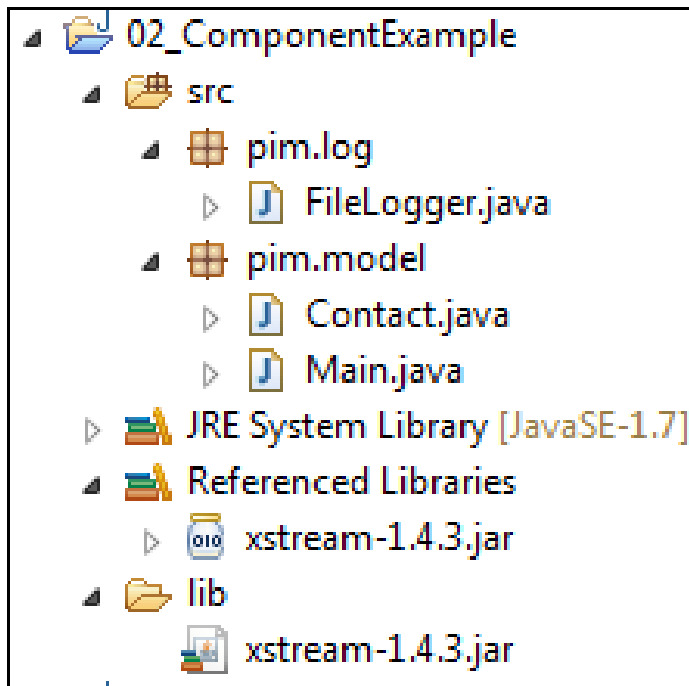 02_ComponentExample
src
pim.log
FileLogger.java
pim.model
Contact.java
Main.java
JRE System Library [JavaSE-1.7]
Referenced Libraries
xstream-1.4.3.jar
lib
xstream-1.4.3.jar